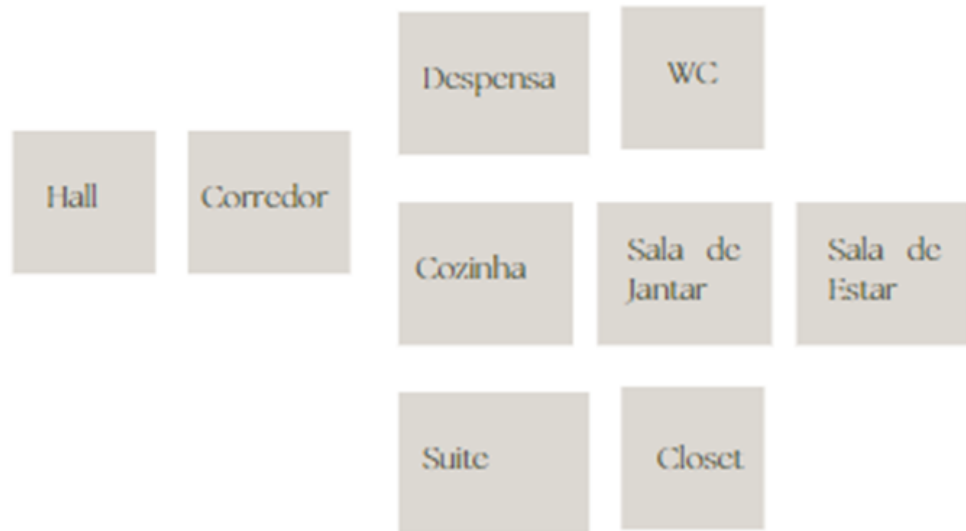 Despensa
WC
Hall
Corredor
Cozinha
Sala de
Jantar
Sala de
Estar
Suite
Closet